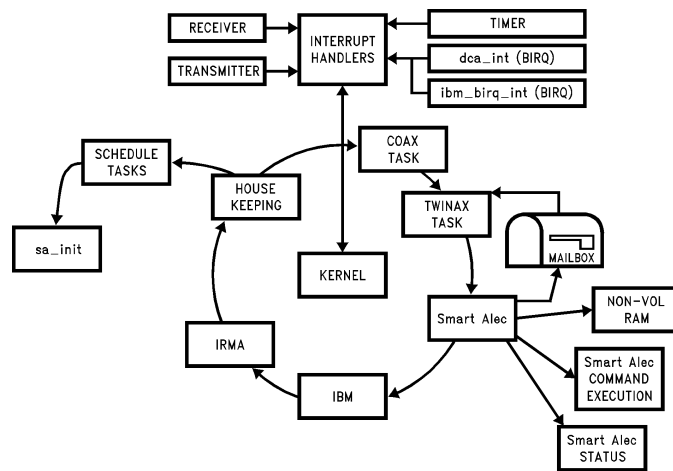 RECEIVER
TRANSMITTER
INTERRUPT
HANDLERS
TIMER
dca_int (BIRQ)
ibm_birq_int (BIRQ)
SCHEDULE
TASKS
COAX
TASK
HOUSE
KEEPING
TWINAX
TASK
sa_init
MAILBOX
KERNEL
NON-VOL
RAM
Smart Alec
IRMA
Smart Alec
COMMAND
EXECUTION
IBM
Smart Alec
STATUS